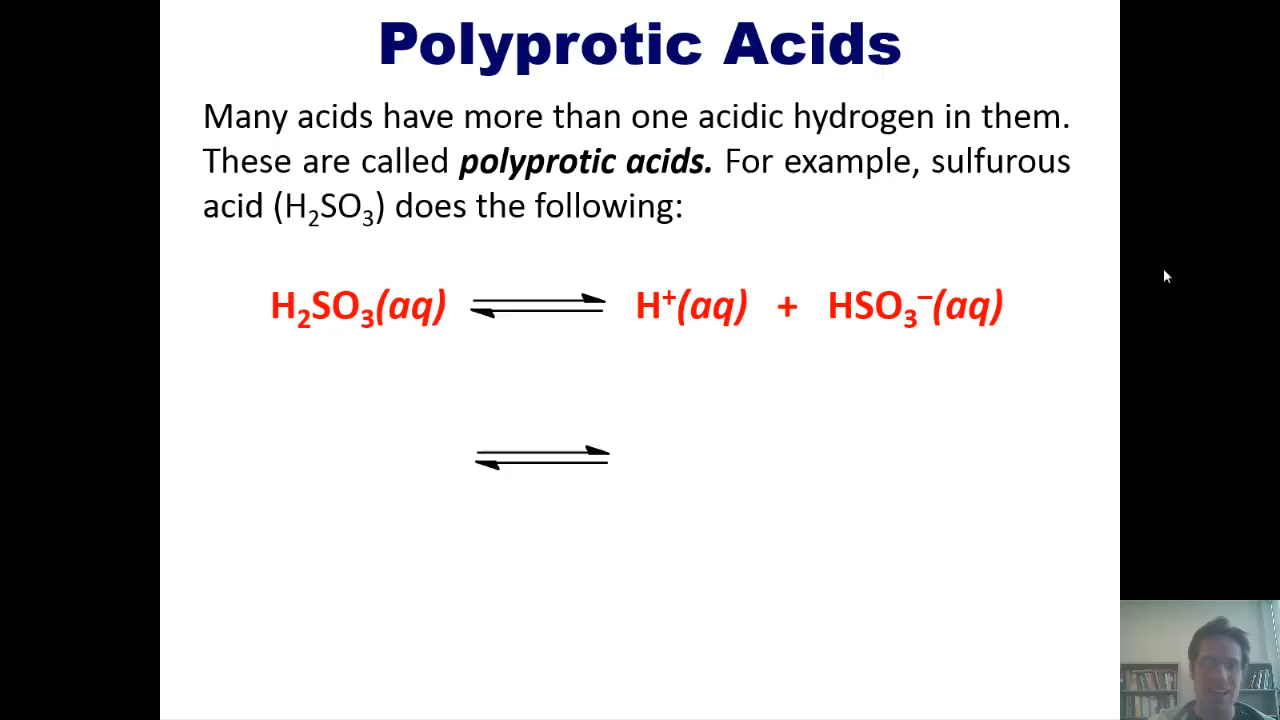 Polyprotic Acids
Many acids have more than one acidic hydrogen in them.
These are called polyprotic acids. For example, sulfurous
acid (H₂SO₃) does the following:
H₂SO₃(aq) ⇌ H⁺(aq) + HSO₃⁻(aq)
⇌